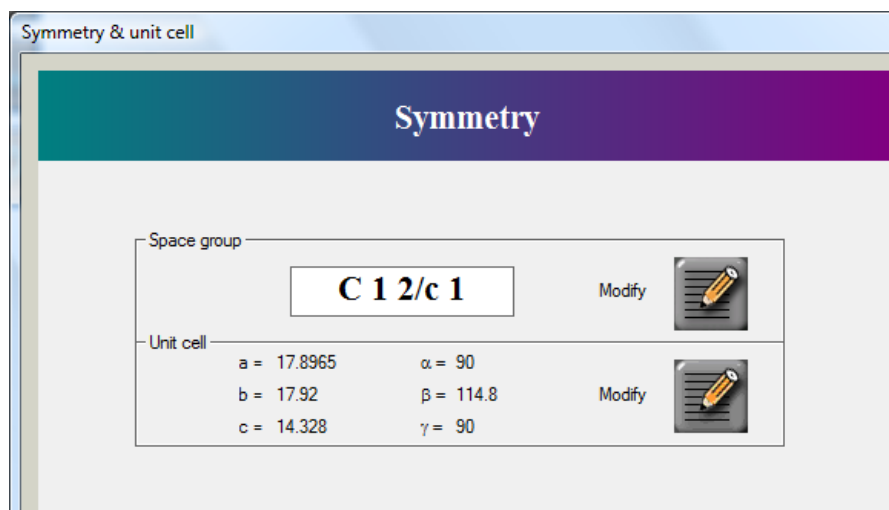 Symmetry & unit cell
Symmetry
Space group
C 1 2/c 1
Modify
Unit cell
a = 17.8965 α = 90
b = 17.92 β = 114.8 Modify
c = 14.328 γ = 90